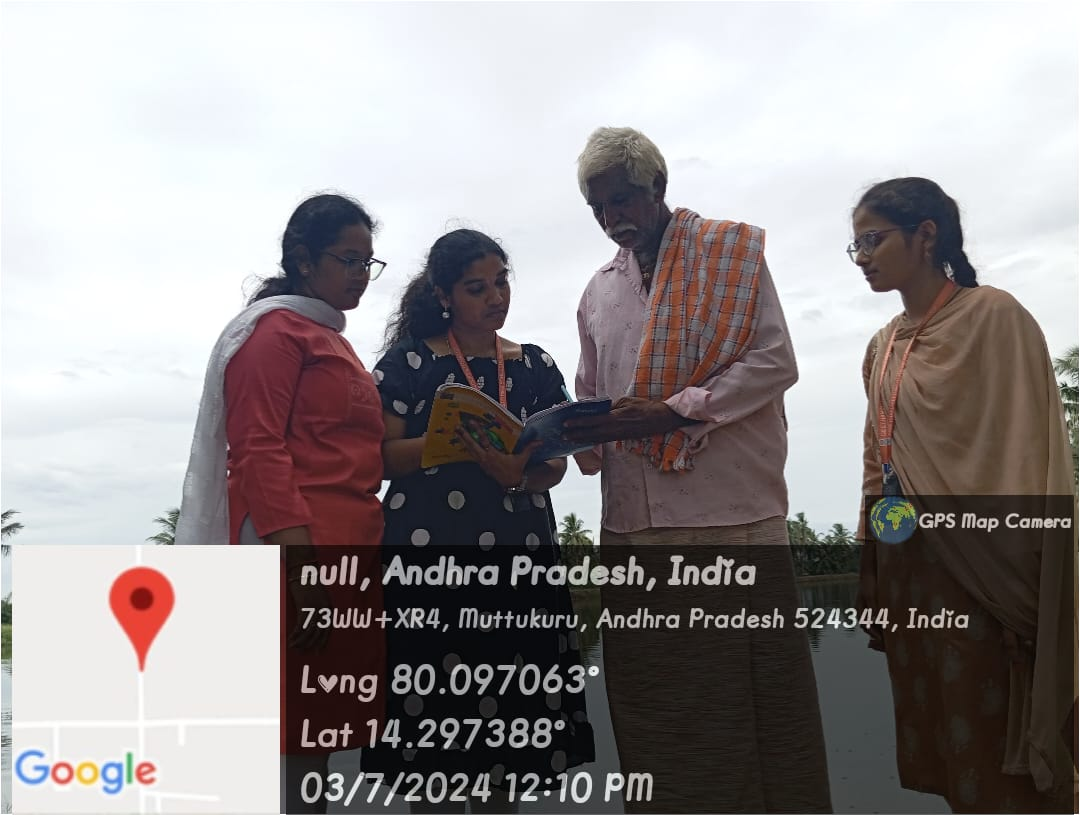 GPS Map Camera
null, Andhra Pradesh, India
73WW+XR4, Muttukuru, Andhra Pradesh 524344, India
Long 80.097063°
Lat 14.297388°
03/7/2024 12:10 PM
Google